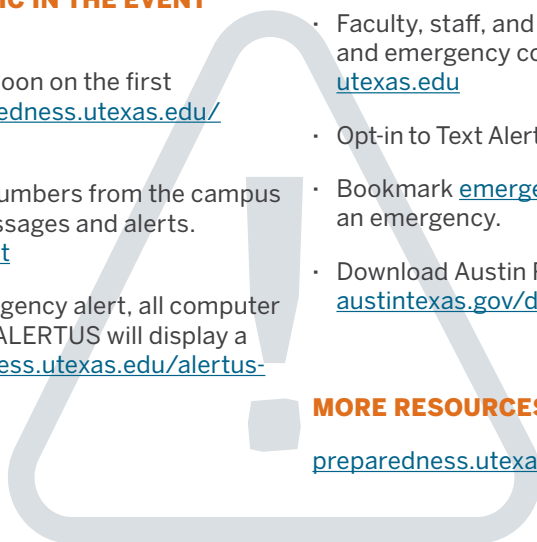 IC IN THE EVENT
oon on the first
edness.utexas.edu/
umbers from the campus
ssages and alerts.
t
gency alert, all computer
ALERTUS will display a
ess.utexas.edu/alertus-
· Faculty, staff, and
and emergency co
utexas.edu
· Opt-in to Text Alert
· Bookmark emerge
an emergency.
· Download Austin
austintexas.gov/d
MORE RESOURCES
preparedness.utexa